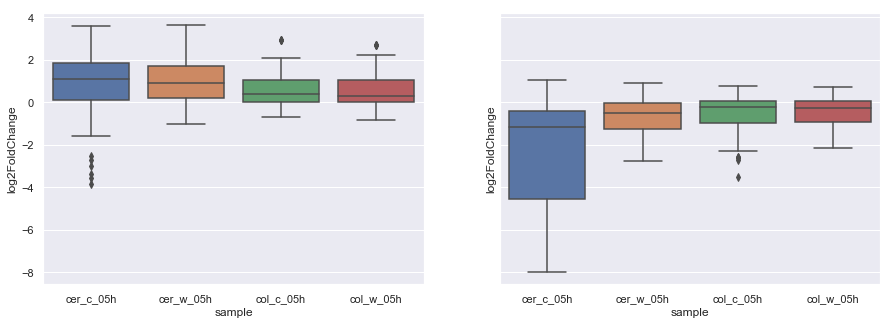 4
2
0
−2
−4
−6
−8
log2FoldChange
cer_c_05h cer_w_05h col_c_05h col_w_05h
sample
log2FoldChange
cer_c_05h cer_w_05h col_c_05h col_w_05h
sample